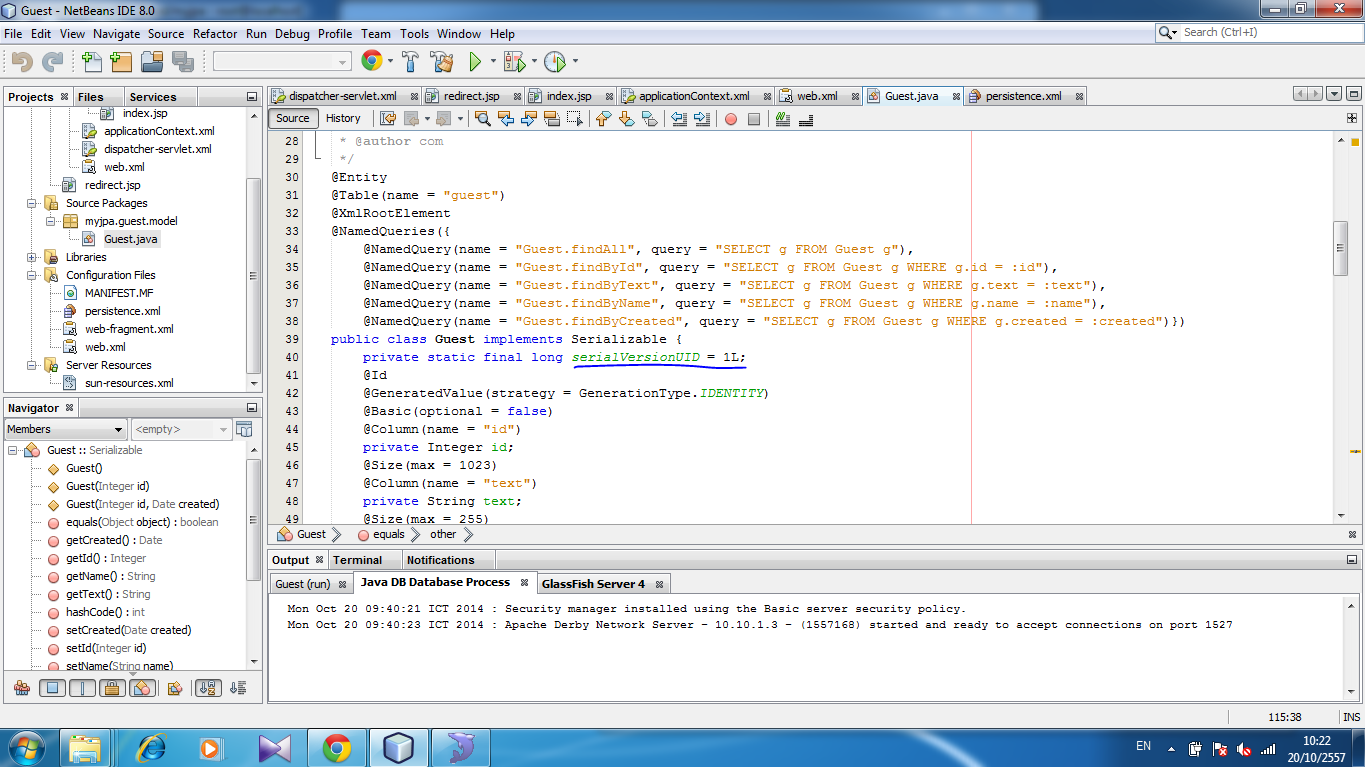 Guest - NetBeans IDE 8.0
File Edit View Navigate Source Refactor Run Debug Profile Team Tools Window Help
Search (Ctrl+I)
Projects Files Services
index.jsp
applicationContext.xml
dispatcher-servlet.xml
web.xml
redirect.jsp
Source Packages
myjpa.guest.model
Guest.java
Libraries
Configuration Files
MANIFEST.MF
persistence.xml
web-fragment.xml
web.xml
Server Resources
sun-resources.xml
Navigator
Members <empty>
Guest :: Serializable
Guest()
Guest(Integer id)
Guest(Integer id, Date created)
equals(Object object) : boolean
getCreated() : Date
getId() : Integer
getName() : String
getText() : String
hashCode() : int
setCreated(Date created)
setId(Integer id)
setName(String name)
dispatcher-servlet.xml redirect.jsp index.jsp applicationContext.xml web.xml Guest.java persistence.xml
Source History
28 * @author com
29 */
30 @Entity
31 @Table(name = "guest")
32 @XmlRootElement
33 @NamedQueries({
34 @NamedQuery(name = "Guest.findAll", query = "SELECT g FROM Guest g"),
35 @NamedQuery(name = "Guest.findById", query = "SELECT g FROM Guest g WHERE g.id = :id"),
36 @NamedQuery(name = "Guest.findByText", query = "SELECT g FROM Guest g WHERE g.text = :text"),
37 @NamedQuery(name = "Guest.findByName", query = "SELECT g FROM Guest g WHERE g.name = :name"),
38 @NamedQuery(name = "Guest.findByCreated", query = "SELECT g FROM Guest g WHERE g.created = :created")})
39 public class Guest implements Serializable {
40 private static final long serialVersionUID = 1L;
41 @Id
42 @GeneratedValue(strategy = GenerationType.IDENTITY)
43 @Basic(optional = false)
44 @Column(name = "id")
45 private Integer id;
46 @Size(max = 1023)
47 @Column(name = "text")
48 private String text;
49 @Size(max = 255)
Guest equals other
Output Terminal Notifications
Guest (run) Java DB Database Process GlassFish Server 4
Mon Oct 20 09:40:21 ICT 2014 : Security manager installed using the Basic server security policy.
Mon Oct 20 09:40:23 ICT 2014 : Apache Derby Network Server - 10.10.1.3 - (1557168) started and ready to accept connections on port 1527
115:38 INS
EN
10:22
20/10/2557